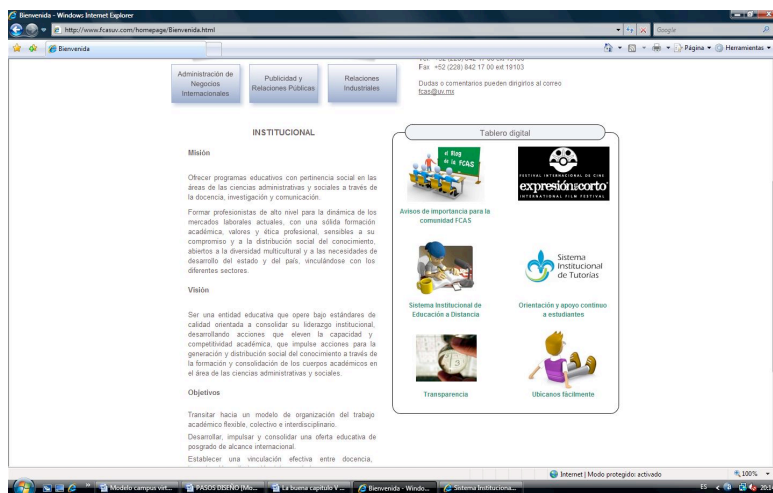 Bienvenida - Windows Internet Explorer
http://www.fcasuv.com/homepage/Bienvenida.html
Google
Bienvenida
Página
Herramientas
Fax +52 (228) 842 17 00 ext 19103
Administración de
Negocios
Internacionales
Publicidad y
Relaciones Públicas
Relaciones
Industriales
Dudas o comentarios pueden dirigirlos al correo
fcas@uv.mx
INSTITUCIONAL
Misión
Ofrecer programas educativos con pertinencia social en las
áreas de las ciencias administrativas y sociales a través de
la docencia, investigación y comunicación.
Formar profesionistas de alto nivel para la dinámica de los
mercados laborales actuales, con una sólida formación
académica, valores y ética profesional, sensibles a su
compromiso y a la distribución social del conocimiento,
abiertos a la diversidad multicultural y a las necesidades de
desarrollo del estado y del país, vinculándose con los
diferentes sectores.
Visión
Ser una entidad educativa que opere bajo estándares de
calidad orientada a consolidar su liderazgo institucional,
desarrollando acciones que eleven la capacidad y
competitividad académica, que impulse acciones para la
generación y distribución social del conocimiento a través de
la formación y consolidación de los cuerpos académicos en
el área de las ciencias administrativas y sociales.
Objetivos
Transitar hacia un modelo de organización del trabajo
académico flexible, colectivo e interdisciplinario.
Desarrollar, impulsar y consolidar una oferta educativa de
posgrado de alcance internacional.
Establecer una vinculación efectiva entre docencia,
Tablero digital
el Blog
de la FCAS
Avisos de importancia para la
comunidad FCAS
FESTIVAL INTERNACIONAL DE CINE
expresiónencorto
INTERNATIONAL FILM FESTIVAL
Sistema Institucional de
Educación a Distancia
Sistema
Institucional
de Tutorías
Orientación y apoyo continuo
a estudiantes
Transparencia
Ubícanos fácilmente
Internet | Modo protegido: activado
100%
Modelo campus vet...
PASOS DISEÑO [Mo...
La buena capítulo V ...
Bienvenida - Windo...
Sistema Instituciona...
ES